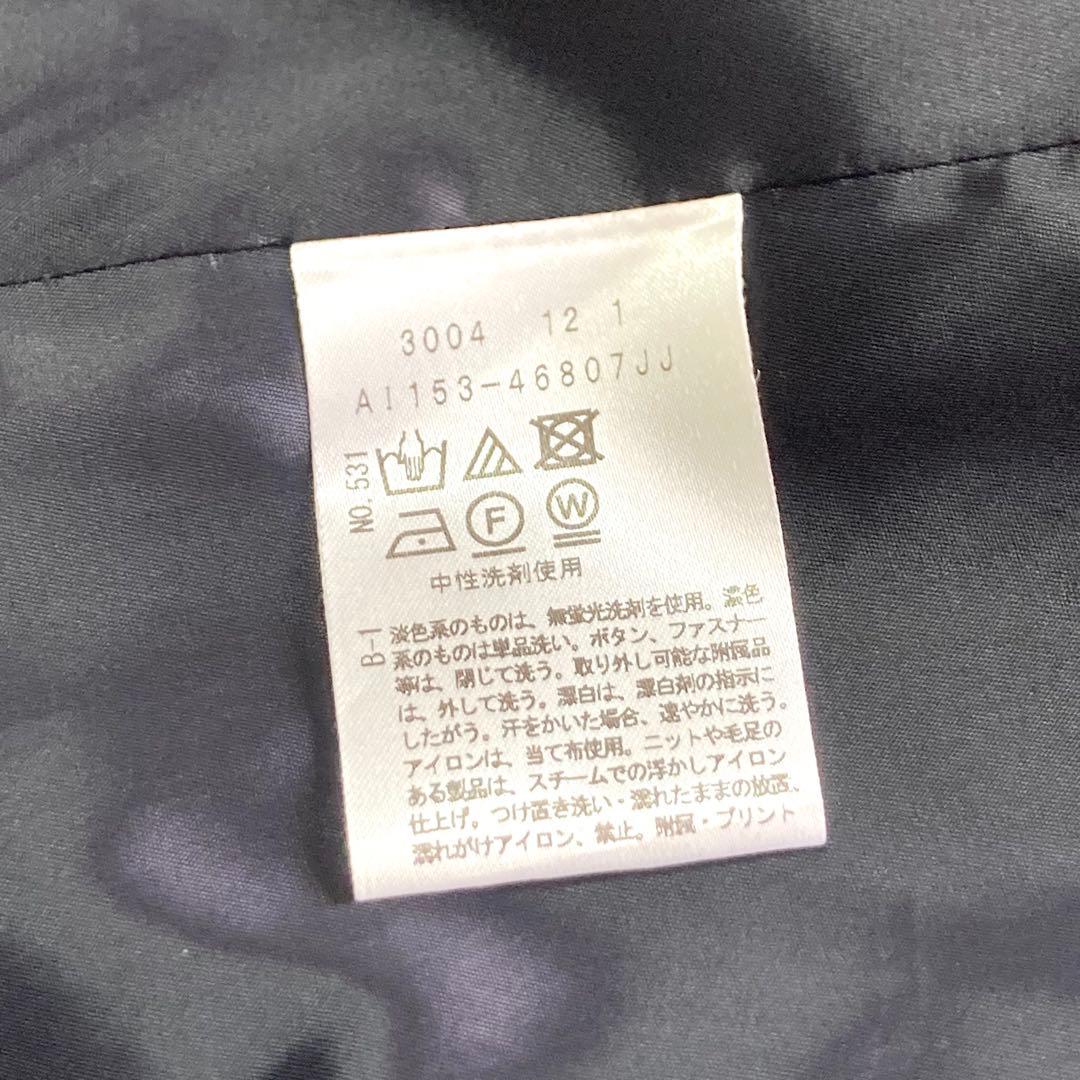 3004 12 1
AI153-46807JJ
NO.531
F
W
中性洗剤使用
B-1
淡色系のものは、無蛍光洗剤を使用。濃色
系のものは単品洗い。ボタン、ファスナー
等は、閉じて洗う。取り外し可能な附属品
は、外して洗う。漂白は、漂白剤の指示に
したがう。汗をかいた場合、速やかに洗う。
アイロンは、当て布使用。ニットや毛足の
ある製品は、スチームでの浮かしアイロン
仕上げ。つけ置き洗い・濡れたままの放置、
濡れがけアイロン、禁止。附属・プリント